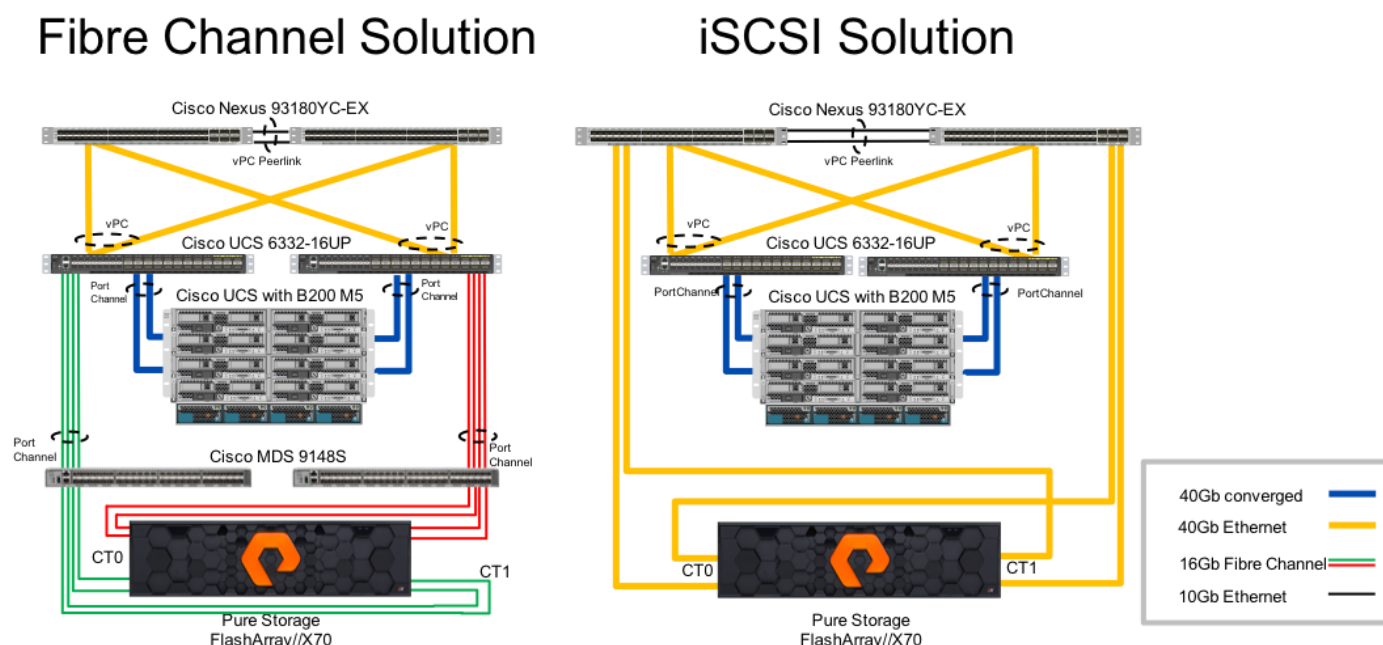 Fibre Channel Solution
Cisco Nexus 93180YC-EX
vPC Peerlink
vPC
vPC
Cisco UCS 6332-16UP
Port
Channel
Port
Channel
Cisco UCS with B200 M5
Port
Channel
Port
Channel
Cisco MDS 9148S
CT0
CT1
Pure Storage
FlashArray//X70
iSCSI Solution
Cisco Nexus 93180YC-EX
vPC Peerlink
vPC
vPC
Cisco UCS 6332-16UP
PortChannel
PortChannel
Cisco UCS with B200 M5
CT0
CT1
Pure Storage
FlashArray//X70
40Gb converged
40Gb Ethernet
16Gb Fibre Channel
10Gb Ethernet